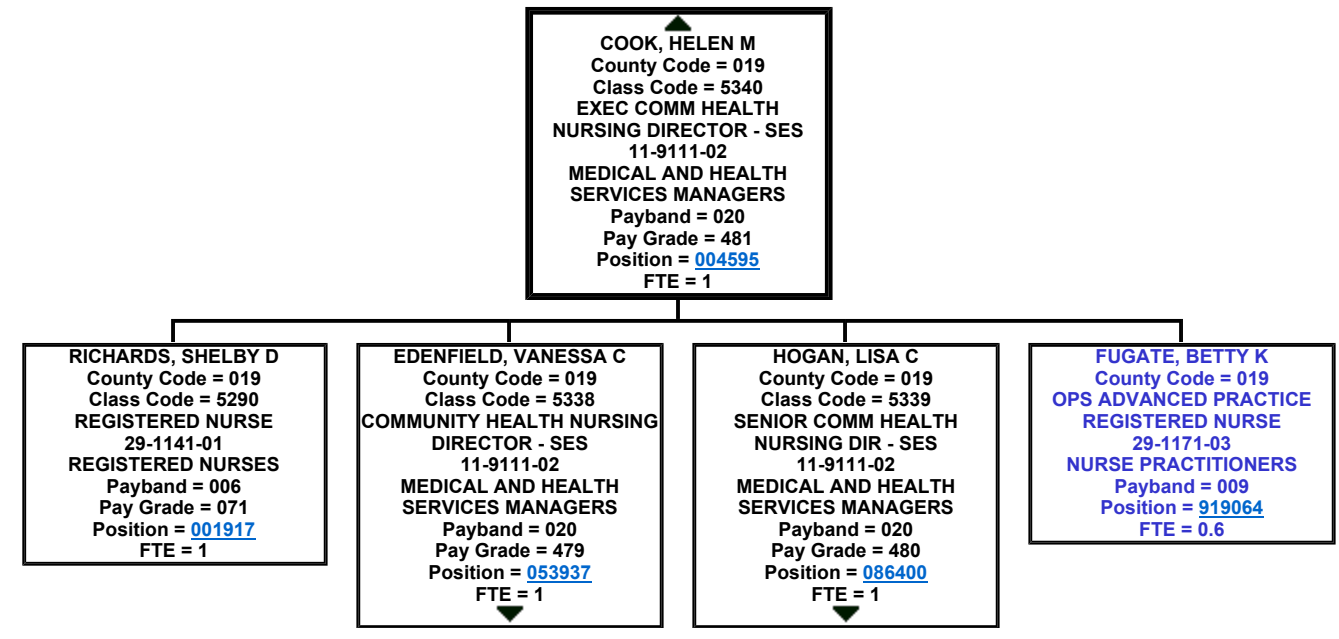 COOK, HELEN M
County Code = 019
Class Code = 5340
EXEC COMM HEALTH
NURSING DIRECTOR - SES
11-9111-02
MEDICAL AND HEALTH
SERVICES MANAGERS
Payband = 020
Pay Grade = 481
Position = 004595
FTE = 1
RICHARDS, SHELBY D
County Code = 019
Class Code = 5290
REGISTERED NURSE
29-1141-01
REGISTERED NURSES
Payband = 006
Pay Grade = 071
Position = 001917
FTE = 1
EDENFIELD, VANESSA C
County Code = 019
Class Code = 5338
COMMUNITY HEALTH NURSING
DIRECTOR - SES
11-9111-02
MEDICAL AND HEALTH
SERVICES MANAGERS
Payband = 020
Pay Grade = 479
Position = 053937
FTE = 1
HOGAN, LISA C
County Code = 019
Class Code = 5339
SENIOR COMM HEALTH
NURSING DIR - SES
11-9111-02
MEDICAL AND HEALTH
SERVICES MANAGERS
Payband = 020
Pay Grade = 480
Position = 086400
FTE = 1
FUGATE, BETTY K
County Code = 019
OPS ADVANCED PRACTICE
REGISTERED NURSE
29-1171-03
NURSE PRACTITIONERS
Payband = 009
Position = 919064
FTE = 0.6